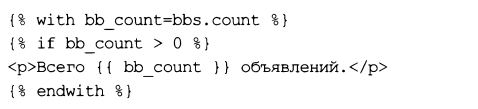 {% with bb_count=bbs.count %}
{% if bb_count > 0 %}
<p>Всего {{ bb_count }} объявлений.</p>
{% endwith %}